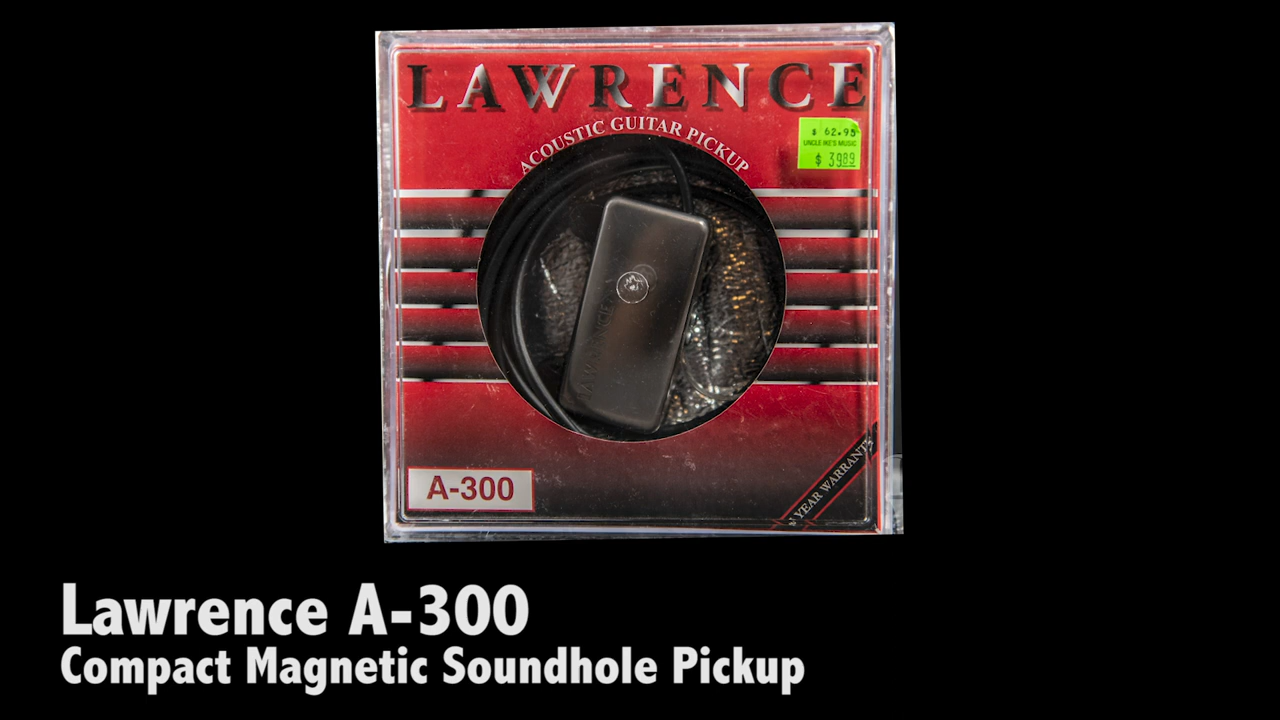 LAWRENCE
ACOUSTIC GUITAR PICKUP
$ 62.95
UNCLE IKE'S MUSIC
$ 39.89
LAWRENCE
A-300
YEAR WARRANTY
Lawrence A-300
Compact Magnetic Soundhole Pickup